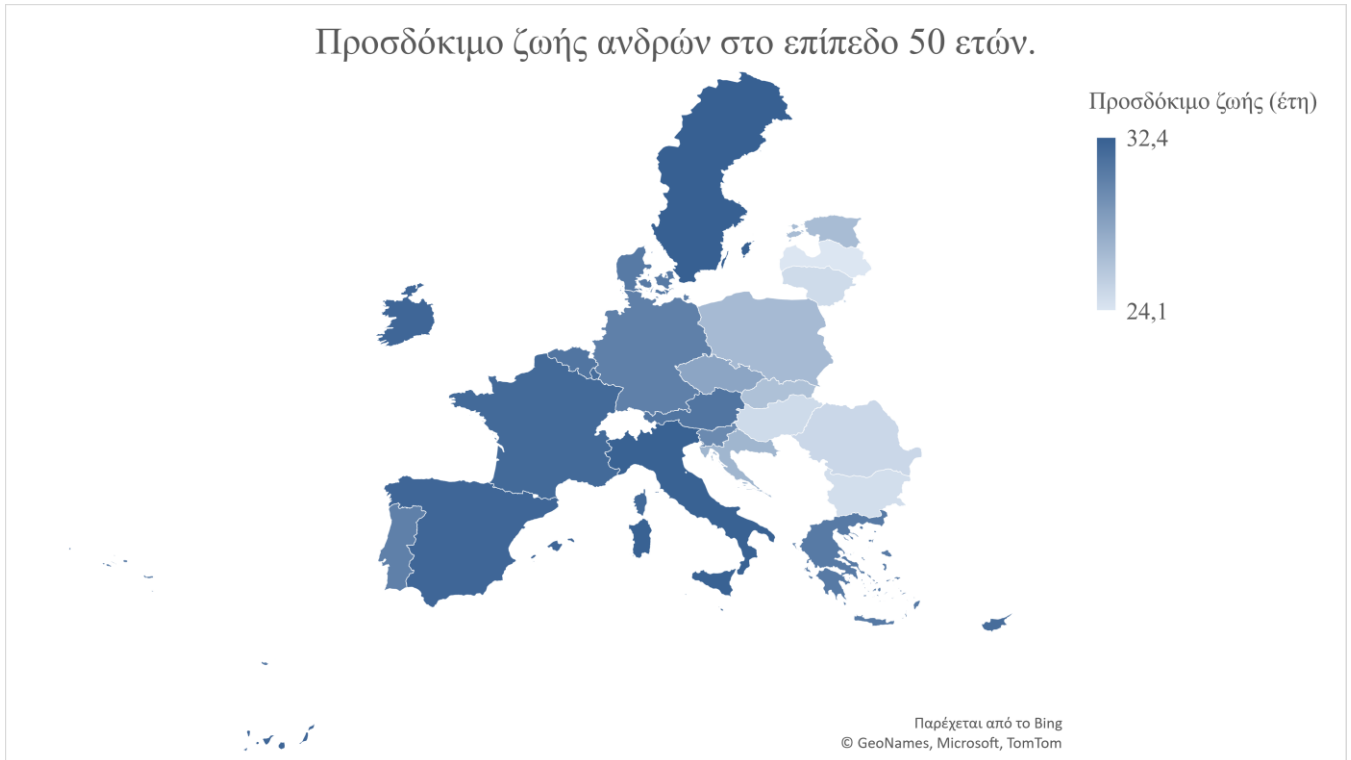 Προσδόκιμο ζωής ανδρών στο επίπεδο 50 ετών.
Προσδόκιμο ζωής (έτη)
32,4
24,1
Παρέχεται από το Bing
© GeoNames, Microsoft, TomTom